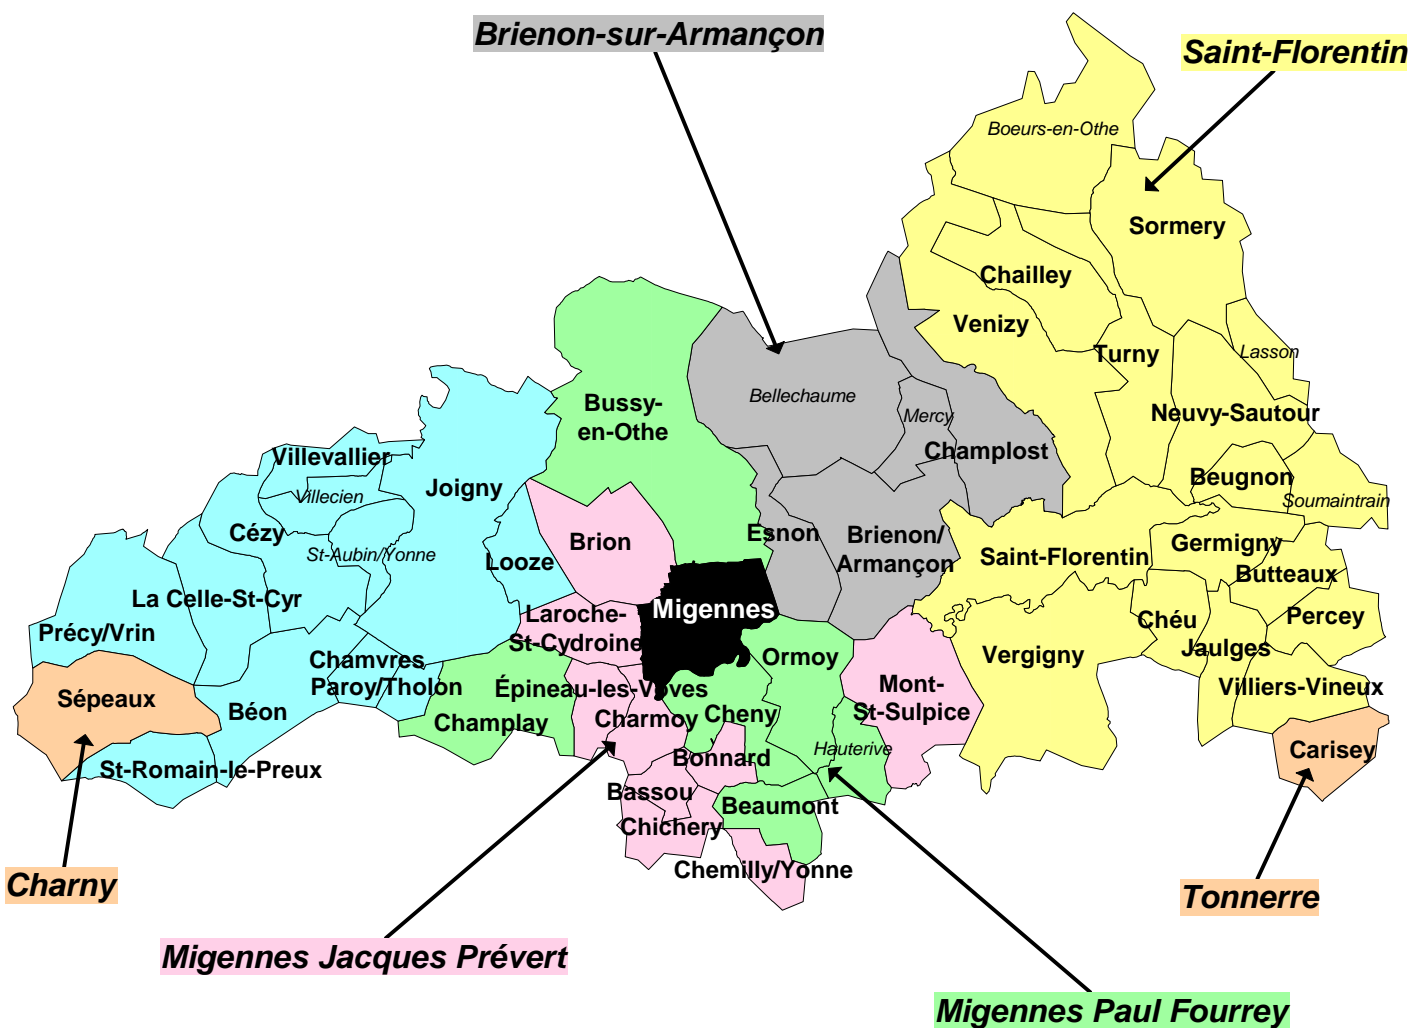 Brienon-sur-Armançon
Saint-Florentin
Boeurs-en-Othe
Sormery
Chailley
Venizy
Turny
Lasson
Bellechaume
Mercy
Bussy-
en-Othe
Neuvy-Sautour
Champlost
Villevallier
Villecien
Joigny
Beugnon
Soumaintrain
Cézy
St-Aubin/Yonne
Looze
Brion
Esnon
Brienon/
Armançon
Saint-Florentin
Germigny
Butteaux
La Celle-St-Cyr
Précy/Vrin
Laroche-
St-Cydroine
Migennes
Percey
Chéu
Jaulges
Chamvres
Paroy/Tholon
Ormoy
Vergigny
Sépeaux
Béon
Épineau-les-Voves
Champlay
Charmoy
Cheny
Mont-
St-Sulpice
Villiers-Vineux
Hauterive
Bonnard
Carisey
St-Romain-le-Preux
Bassou
Beaumont
Chichery
Chemilly/Yonne
Charny
Tonnerre
Migennes Jacques Prévert
Migennes Paul Fourrey